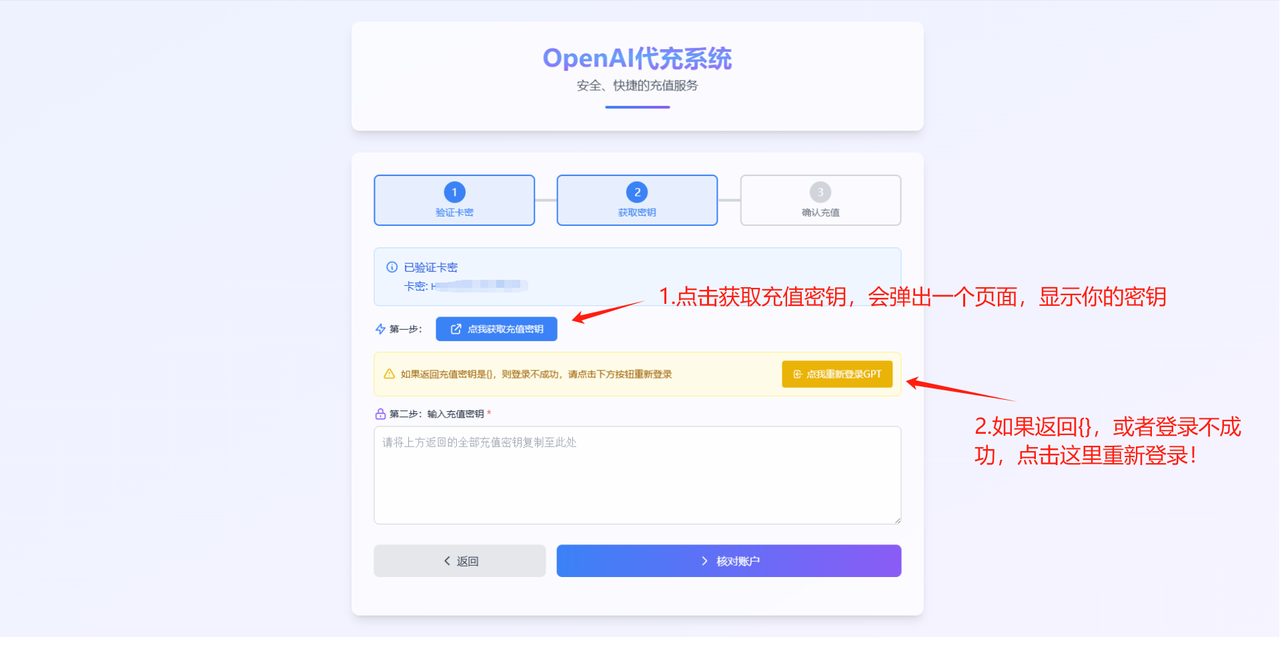 OpenAI代充系统
安全、快捷的充值服务
1
验证卡密
2
获取密钥
3
确认充值
已验证卡密
卡密:
1.点击获取充值密钥，会弹出一个页面，显示你的密钥
第一步：
点我获取充值密钥
如果返回充值密钥是{}，则登录不成功，请点击下方按钮重新登录
点我重新登录GPT
2.如果返回{}，或者登录不成
功，点击这里重新登录！
第二步：输入充值密钥 *
请将上方返回的全部充值密钥复制至此处
返回
核对账户